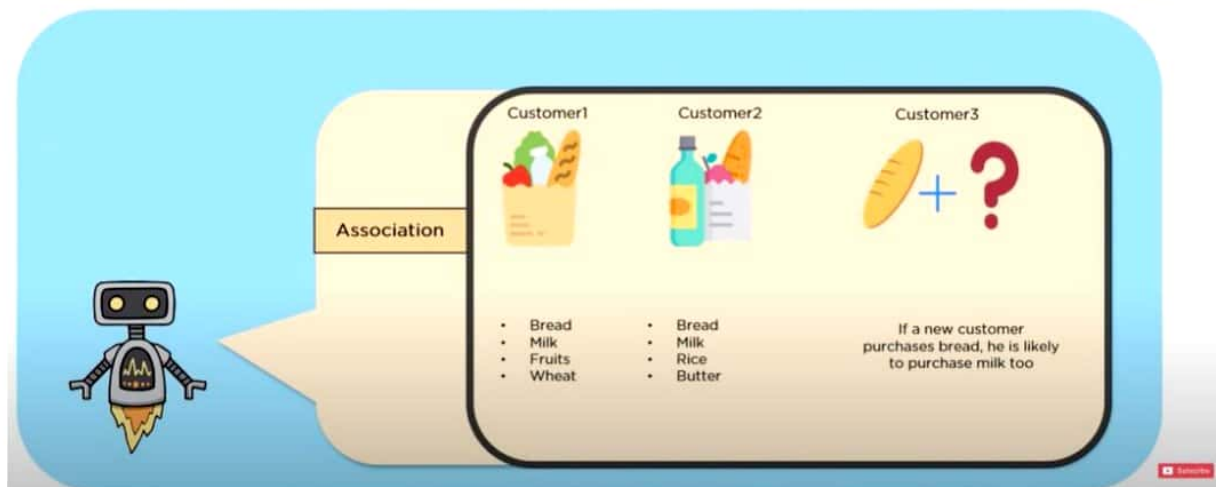 Customer1
Customer2
Customer3
Association
• Bread
• Milk
• Fruits
• Wheat
• Bread
• Milk
• Rice
• Butter
If a new customer
purchases bread, he is likely
to purchase milk too
Subscribe